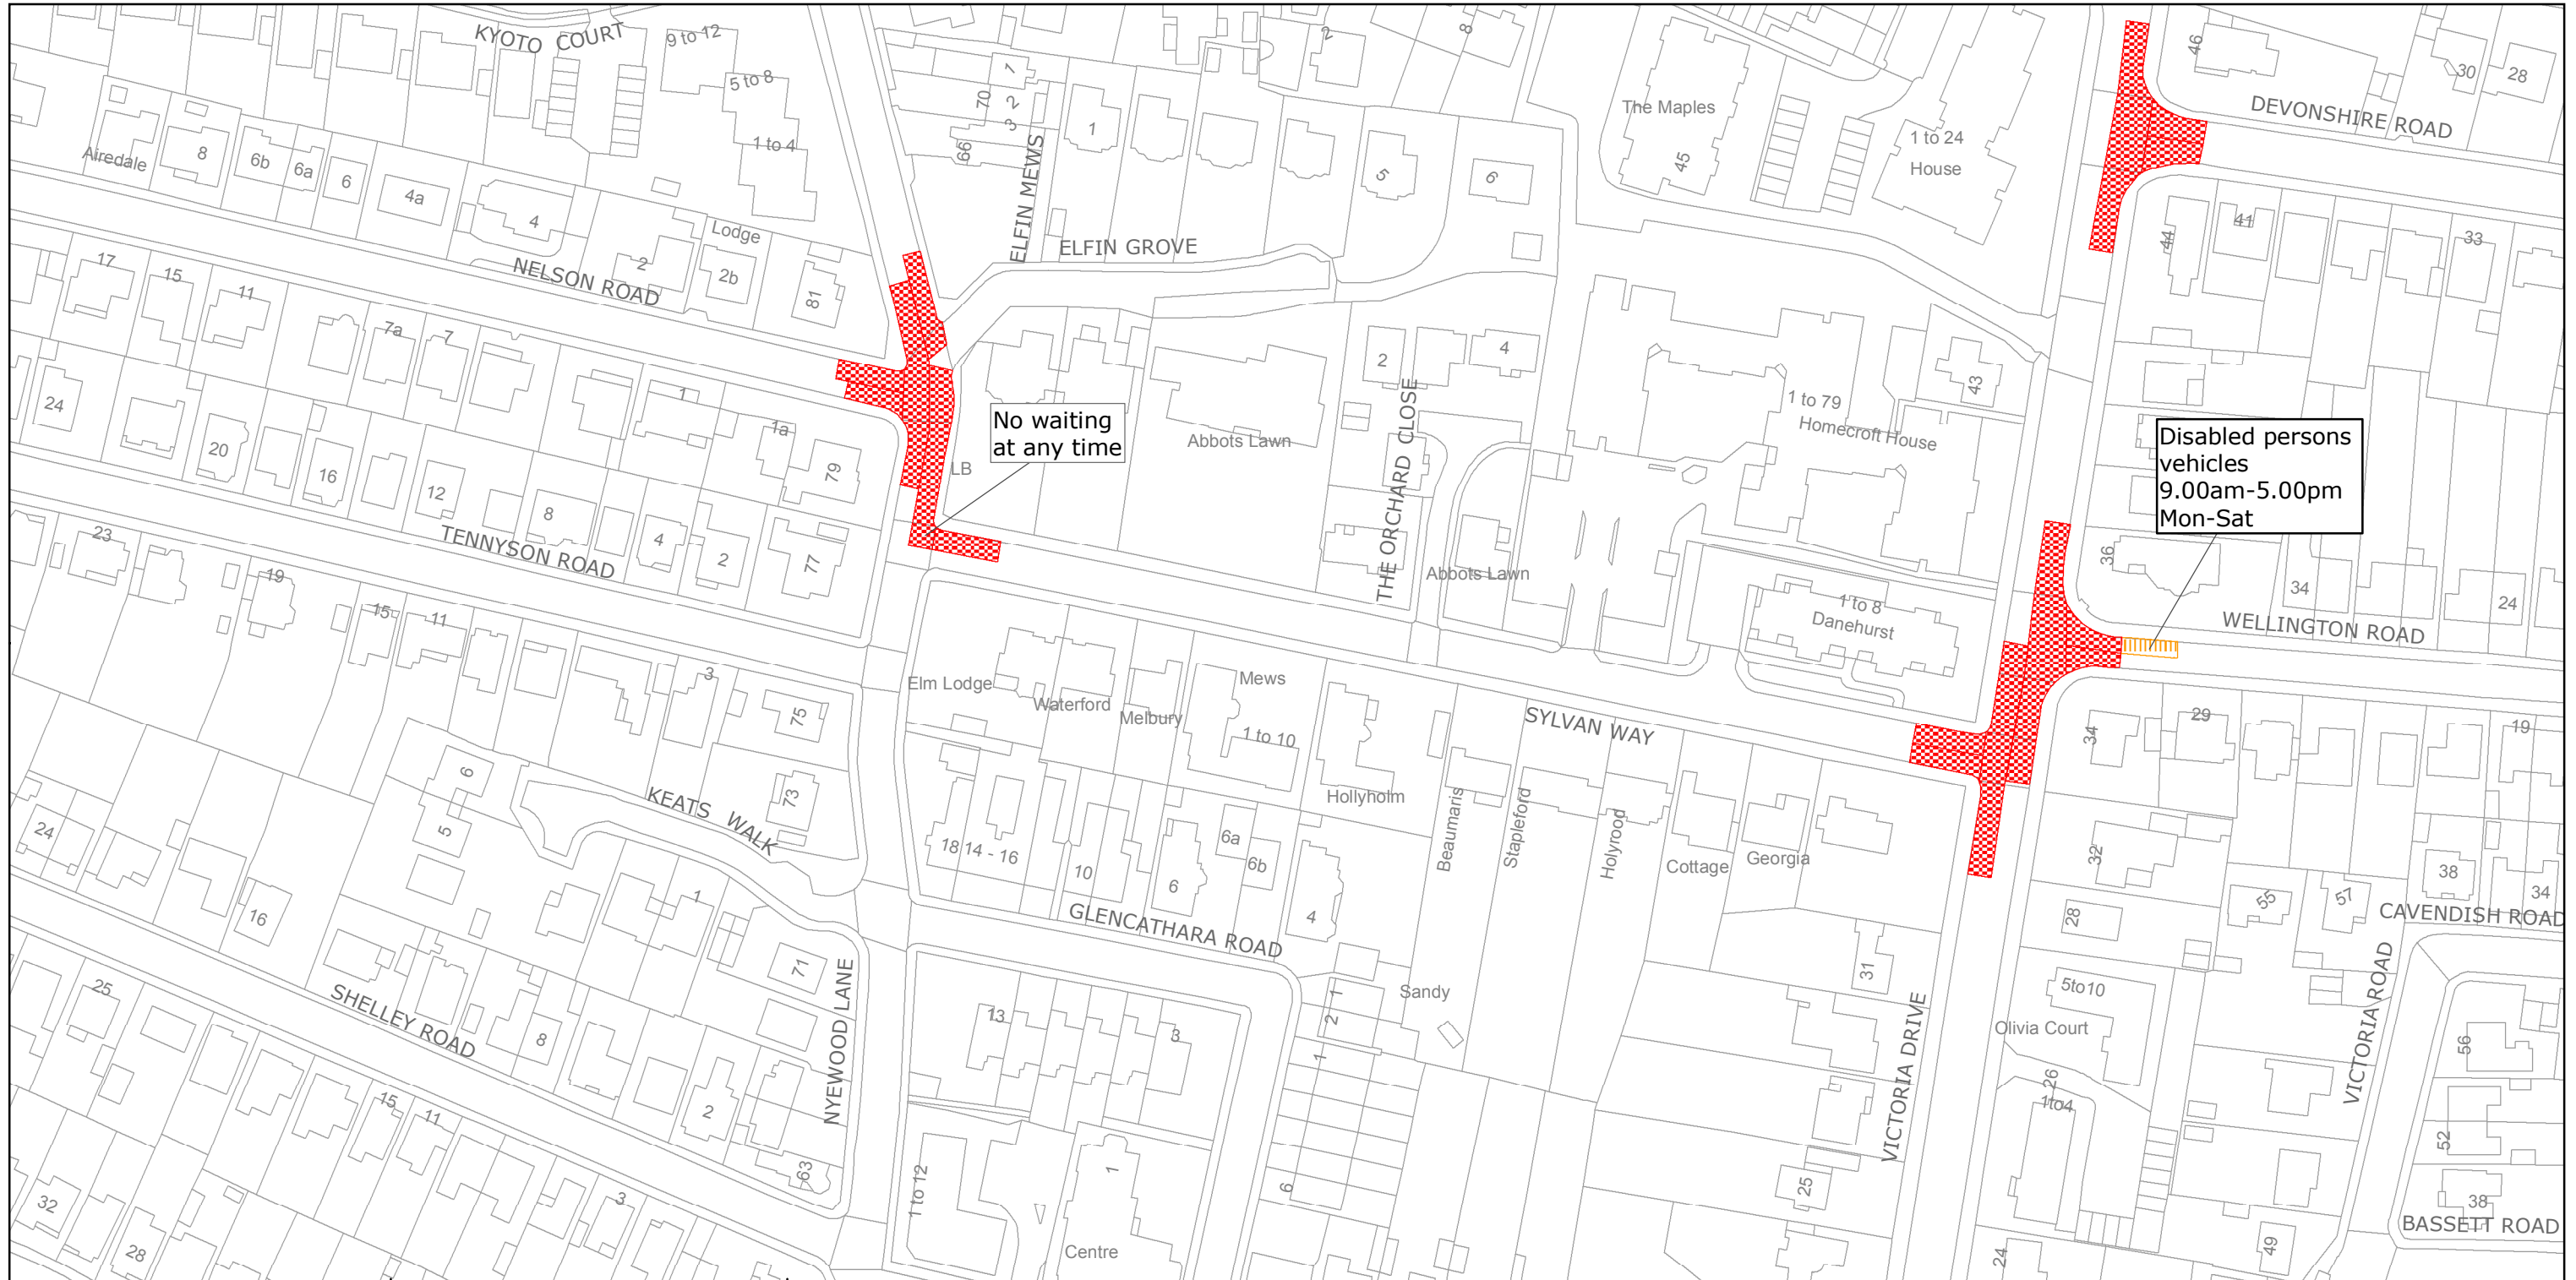 KYOTO COURT
9 to 12
5 to 8
1 to 4
Airedale
8
6b
6a
6
4a
4
2
Lodge
2b
81
NELSON ROAD
17
15
11
7a
7
1
1a
79
24
20
16
12
8
4
2
77
TENNYSON ROAD
23
19
15
11
3
75
73
KEATS WALK
6
5
1
71
24
16
SHELLEY ROAD
25
8
2
63
15
11
3
32
28
NYEWOOD LANE
70
1
2
3
66
ELFIN MEWS
1
ELFIN GROVE
2
8
5
6
The Maples
45
1 to 24
House
46
30
28
DEVONSHIRE ROAD
44
41
33
No waiting
at any time
LB
Abbots Lawn
2
4
THE ORCHARD CLOSE
Abbots Lawn
1 to 79
Homecroft House
43
1 to 8
Danehurst
Disabled persons
vehicles
9.00am-5.00pm
Mon-Sat
36
34
24
WELLINGTON ROAD
Elm Lodge
Waterford
Melbury
Mews
1 to 10
SYLVAN WAY
Hollyholm
Beaumaris
Stapleford
Holyrood
Cottage
Georgia
18
14 - 16
10
6
6a
6b
4
GLENCATHARA ROAD
13
3
1
2
1
Sandy
6
1 to 12
1
Centre
31
VICTORIA DRIVE
25
34
29
19
32
28
55
57
38
34
CAVENDISH ROAD
5to10
Olivia Court
26
1to4
24
VICTORIA ROAD
56
52
38
49
BASSETT ROAD